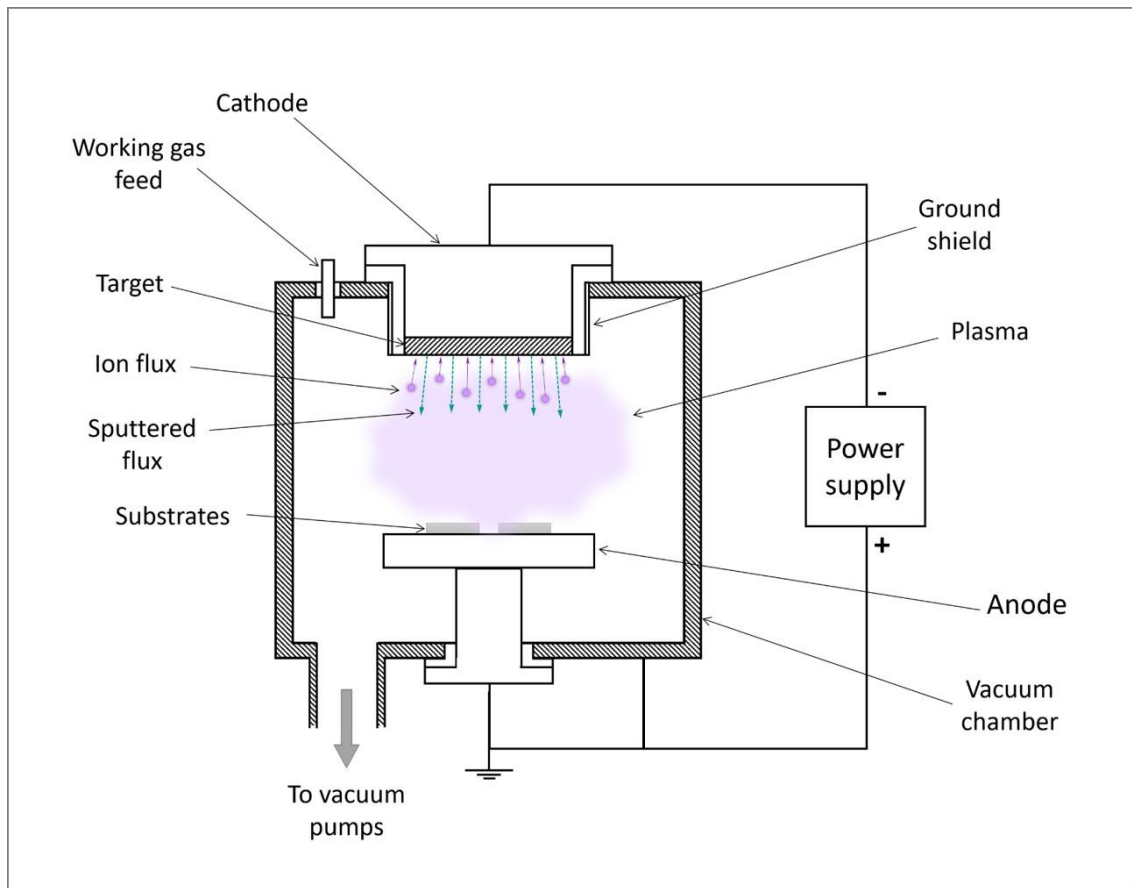 Cathode
Working gas
feed
Ground
shield
Target
Plasma
Ion flux
-
Sputtered
flux
Power
supply
Substrates
+
Anode
Vacuum
chamber
To vacuum
pumps